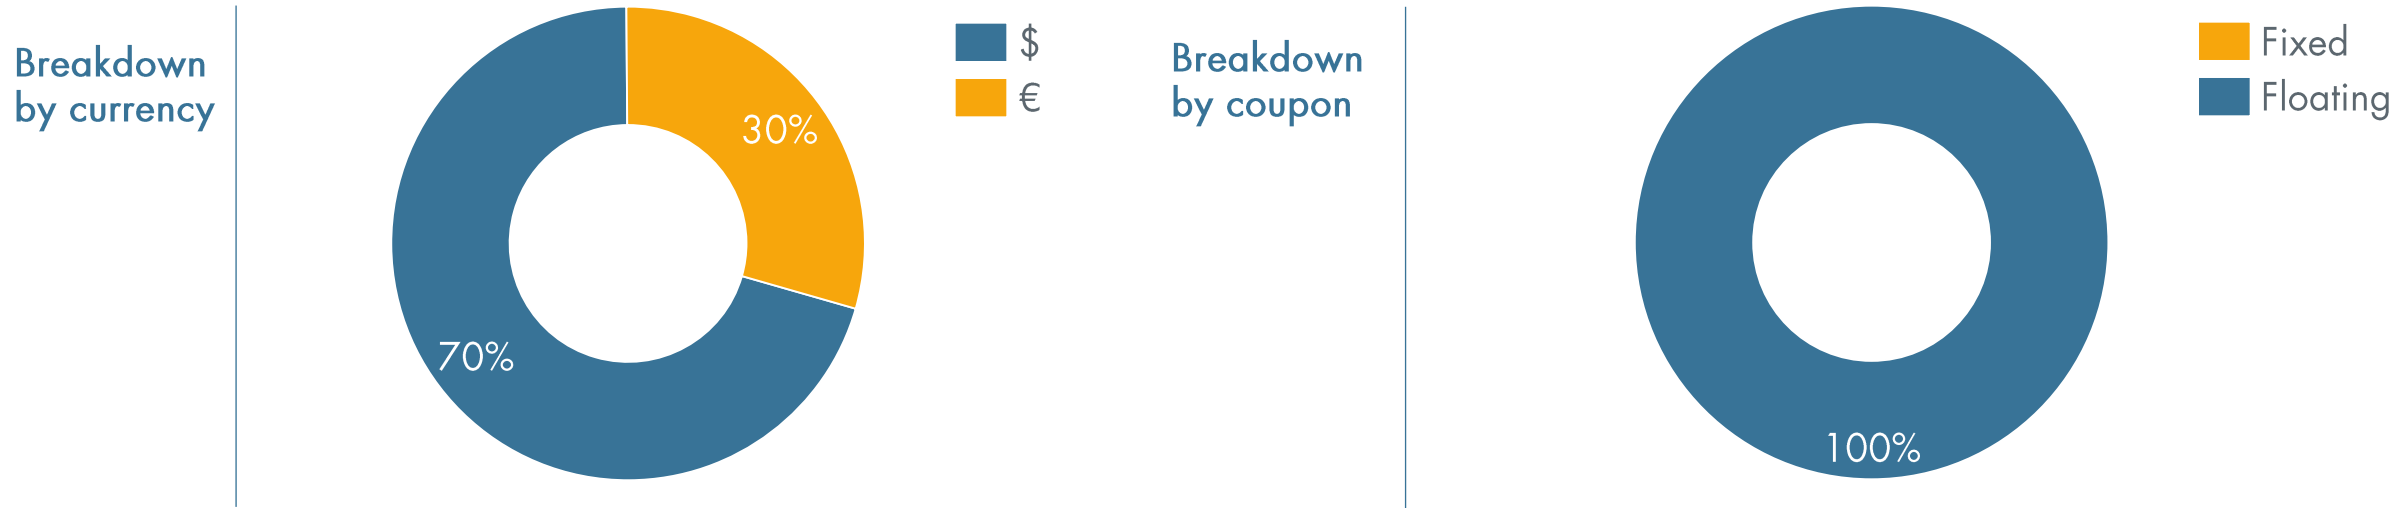 Breakdown
by currency
30%
70%
$
€
Breakdown
by coupon
100%
Fixed
Floating